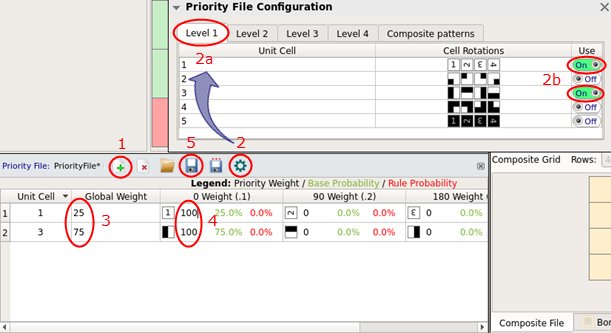 Priority File Configuration
Level 1 Level 2 Level 3 Level 4 Composite patterns
2a
Unit Cell Cell Rotations Use
1 1 2 3 4 On
2 Off
2b
3 On
4 Off
5 1 2 3 4 Off
1 5 2
Priority File: PriorityFile*
Legend: Priority Weight / Base Probability / Rule Probability
Unit Cell Global Weight 0 Weight (.1) 90 Weight (.2) 180 Weight (
1 1 25 1 100 25.0% 0.0% 2 0 0.0% 0.0% 3 0
3 4
2 3 75 100 75.0% 0.0% 0 0.0% 0.0% 0
Composite Grid Rows: 4
Composite File Bo